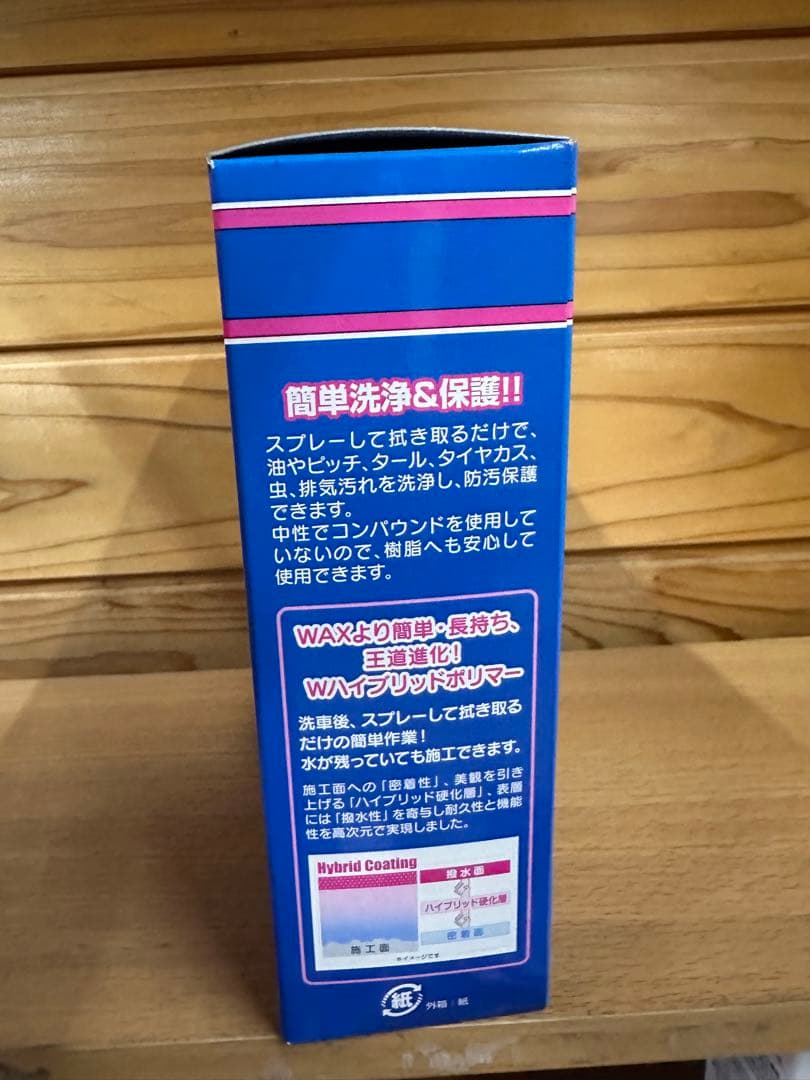 簡単洗浄&保護!!
スプレーして拭き取るだけで、
油やピッチ、タール、タイヤカス、
虫、排気汚れを洗浄し、防汚保護
できます。
中性でコンパウンドを使用して
いないので、樹脂へも安心して
使用できます。
WAXより簡単・長持ち、
王道進化!
Wハイブリッドポリマー
洗車後、スプレーして拭き取る
だけの簡単作業!
水が残っていても施工できます。
施工面への「密着性」、美観を引き
上げる「ハイブリッド硬化層」、表層
には「撥水性」を寄与し耐久性と機能
性を高次元で実現しました。
Hybrid Coating
撥水面
ハイブリッド硬化層
密着面
施工面
※イメージです
紙
外箱:紙